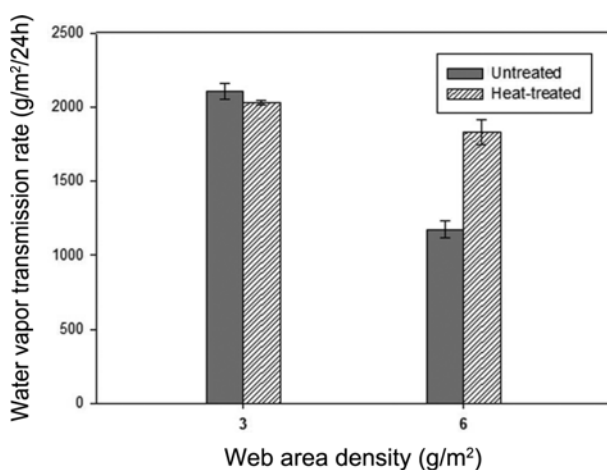 Water vapor transmission rate (g/m²/24h)
2500
2000
1500
1000
500
0
Untreated
Heat-treated
3
6
Web area density (g/m²)